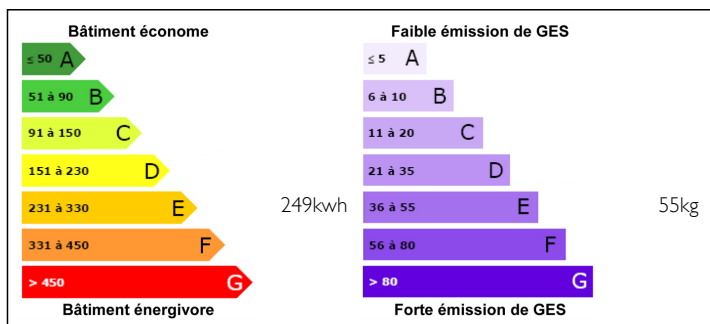 Bâtiment économe
≤ 50 A
51 à 90 B
91 à 150 C
151 à 230 D
231 à 330 E
249kwh
331 à 450 F
> 450 G
Bâtiment énergivore
Faible émission de GES
≤ 5 A
6 à 10 B
11 à 20 C
21 à 35 D
36 à 55 E
55kg
56 à 80 F
> 80 G
Forte émission de GES